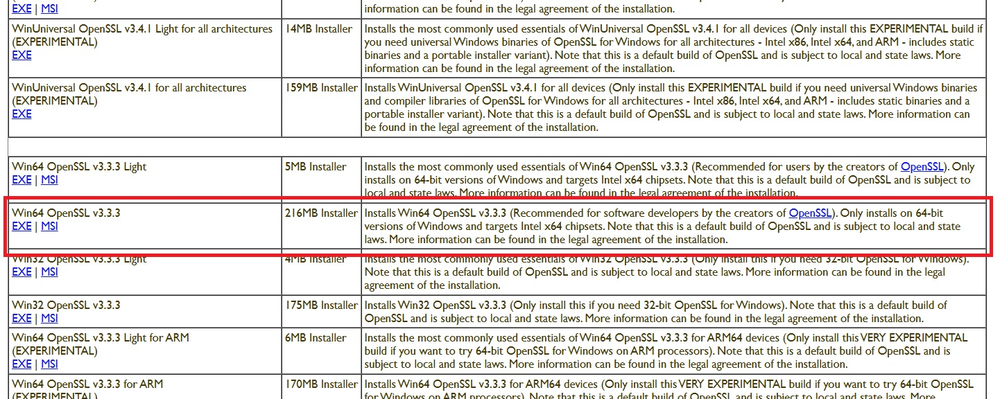 EXE | MSI
information can be found in the legal agreement of the installation.
WinUniversal OpenSSL v3.4.1 Light for all architectures
(EXPERIMENTAL)
EXE
14MB Installer
Installs the most commonly used essentials of WinUniversal OpenSSL v3.4.1 for all devices (Only install this EXPERIMENTAL build if
you need universal Windows binaries of OpenSSL for Windows for all architectures - Intel x86, Intel x64, and ARM - includes static
binaries and a portable installer variant). Note that this is a default build of OpenSSL and is subject to local and state laws. More
information can be found in the legal agreement of the installation.
WinUniversal OpenSSL v3.4.1 for all architectures
(EXPERIMENTAL)
EXE
159MB Installer
Installs WinUniversal OpenSSL v3.4.1 for all devices (Only install this EXPERIMENTAL build if you need universal Windows binaries
and compiler libraries of OpenSSL for Windows for all architectures - Intel x86, Intel x64, and ARM - includes static binaries and a
portable installer variant). Note that this is a default build of OpenSSL and is subject to local and state laws. More information can
be found in the legal agreement of the installation.
Win64 OpenSSL v3.3.3 Light
EXE | MSI
5MB Installer
Installs the most commonly used essentials of Win64 OpenSSL v3.3.3 (Recommended for users by the creators of OpenSSL). Only
installs on 64-bit versions of Windows and targets Intel x64 chipsets. Note that this is a default build of OpenSSL and is subject to
local and state laws. More information can be found in the legal agreement of the installation.
Win64 OpenSSL v3.3.3
EXE | MSI
216MB Installer
Installs Win64 OpenSSL v3.3.3 (Recommended for software developers by the creators of OpenSSL). Only installs on 64-bit
versions of Windows and targets Intel x64 chipsets. Note that this is a default build of OpenSSL and is subject to local and state
laws. More information can be found in the legal agreement of the installation.
Win32 OpenSSL v3.3.3 Light
EXE | MSI
4MB Installer
Installs the most commonly used essentials of Win32 OpenSSL v3.3.3 (Only install this if you need 32-bit OpenSSL for Windows).
Note that this is a default build of OpenSSL and is subject to local and state laws. More information can be found in the legal
agreement of the installation.
Win32 OpenSSL v3.3.3
EXE | MSI
175MB Installer
Installs Win32 OpenSSL v3.3.3 (Only install this if you need 32-bit OpenSSL for Windows). Note that this is a default build of
OpenSSL and is subject to local and state laws. More information can be found in the legal agreement of the installation.
Win64 OpenSSL v3.3.3 Light for ARM
(EXPERIMENTAL)
EXE | MSI
6MB Installer
Installs the most commonly used essentials of Win64 OpenSSL v3.3.3 for ARM64 devices (Only install this VERY EXPERIMENTAL
build if you want to try 64-bit OpenSSL for Windows on ARM processors). Note that this is a default build of OpenSSL and is
subject to local and state laws. More information can be found in the legal agreement of the installation.
Win64 OpenSSL v3.3.3 for ARM
(EXPERIMENTAL)
170MB Installer
Installs Win64 OpenSSL v3.3.3 for ARM64 devices (Only install this VERY EXPERIMENTAL build if you want to try 64-bit OpenSSL
for Windows on ARM processors). Note that this is a default build of OpenSSL and is subject to local and state laws. More